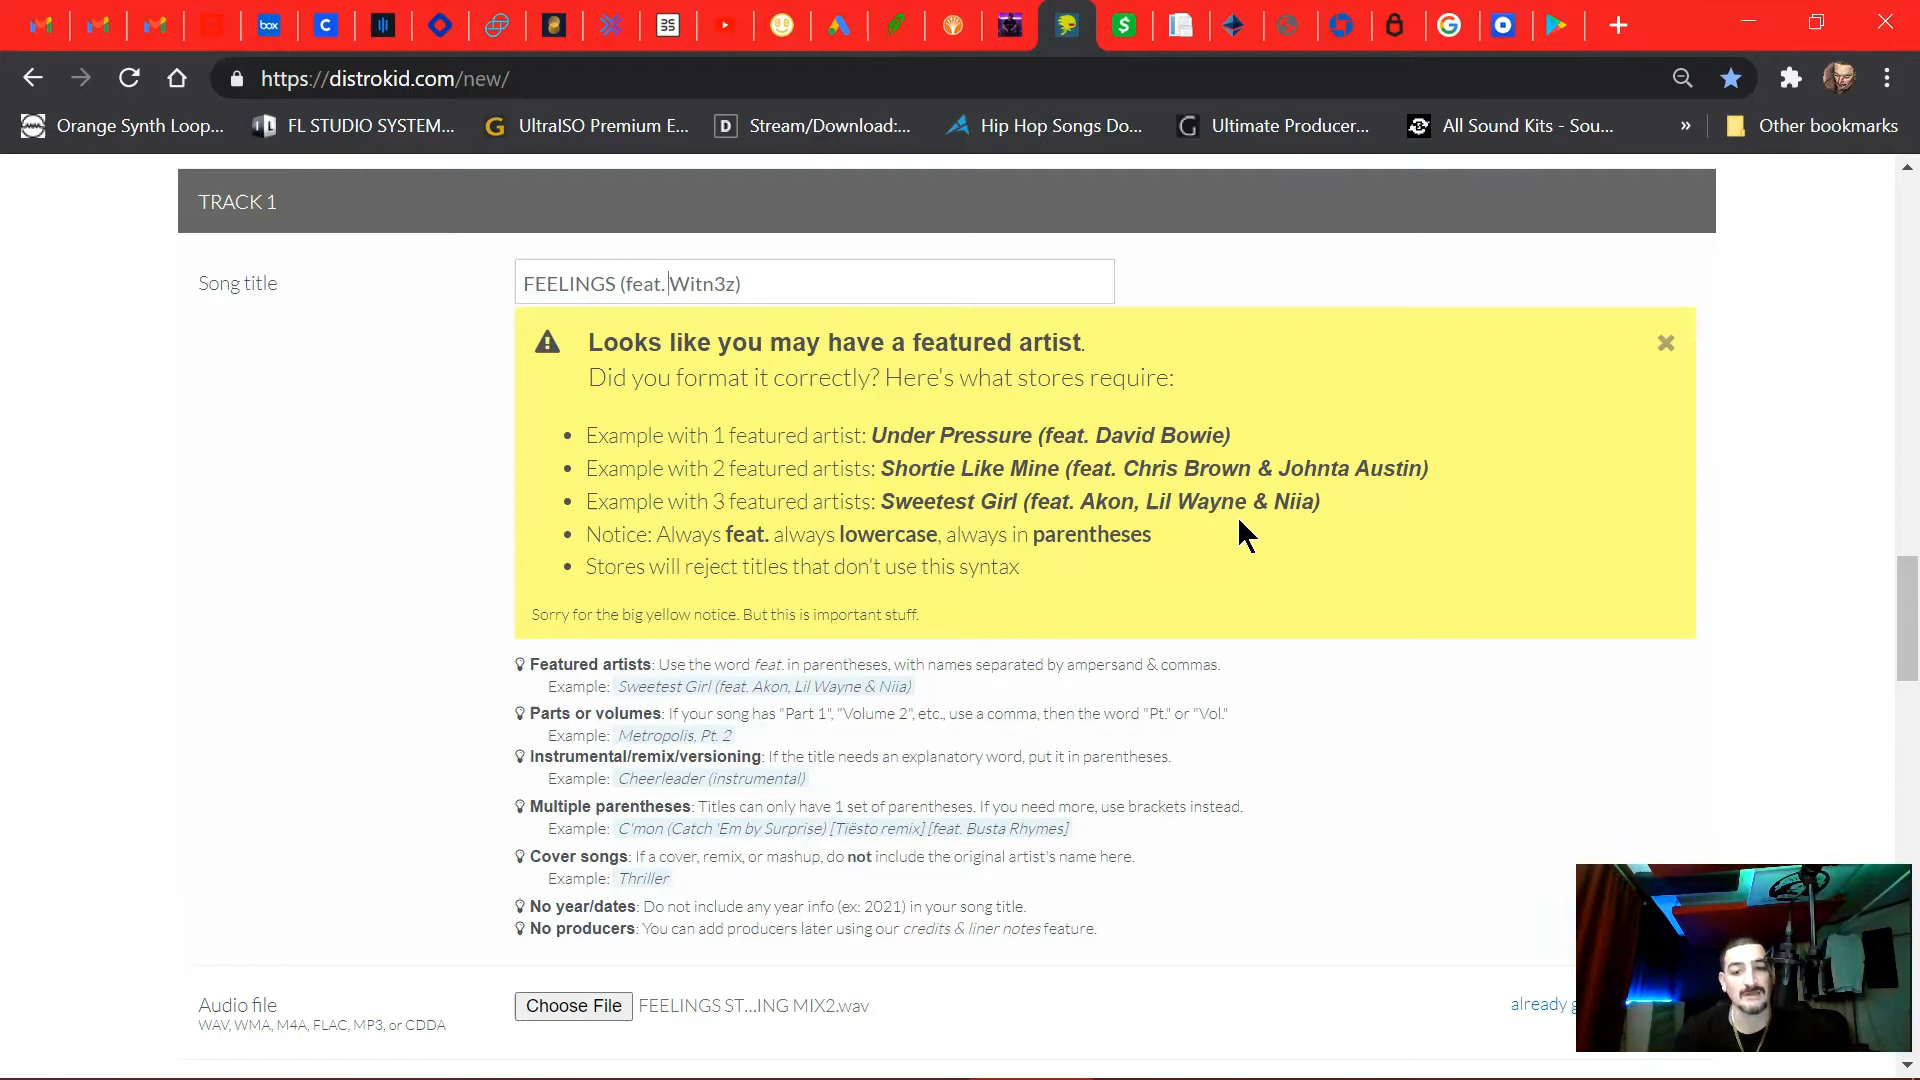 box
C
35
$
G
https://distrokid.com/new/
Orange Synth Loop...
FL STUDIO SYSTEM...
UltraISO Premium E...
Stream/Download:...
Hip Hop Songs Do...
Ultimate Producer...
All Sound Kits - Sou...
»
Other bookmarks
TRACK 1
Song title
FEELINGS (feat. Witn3z)
Looks like you may have a featured artist.
Did you format it correctly? Here's what stores require:
• Example with 1 featured artist: Under Pressure (feat. David Bowie)
• Example with 2 featured artists: Shortie Like Mine (feat. Chris Brown & Johnta Austin)
• Example with 3 featured artists: Sweetest Girl (feat. Akon, Lil Wayne & Niia)
• Notice: Always feat. always lowercase, always in parentheses
• Stores will reject titles that don't use this syntax
Sorry for the big yellow notice. But this is important stuff.
Featured artists: Use the word feat. in parentheses, with names separated by ampersand & commas.
Example: Sweetest Girl (feat. Akon, Lil Wayne & Niia)
Parts or volumes: If your song has "Part 1", "Volume 2", etc., use a comma, then the word "Pt." or "Vol."
Example: Metropolis, Pt. 2
Instrumental/remix/versioning: If the title needs an explanatory word, put it in parentheses.
Example: Cheerleader (instrumental)
Multiple parentheses: Titles can only have 1 set of parentheses. If you need more, use brackets instead.
Example: C'mon (Catch 'Em by Surprise) [Tiësto remix] [feat. Busta Rhymes]
Cover songs: If a cover, remix, or mashup, do not include the original artist's name here.
Example: Thriller
No year/dates: Do not include any year info (ex: 2021) in your song title.
No producers: You can add producers later using our credits & liner notes feature.
Audio file
WAV, WMA, M4A, FLAC, MP3, or CDDA
Choose File FEELINGS ST...ING MIX2.wav
already